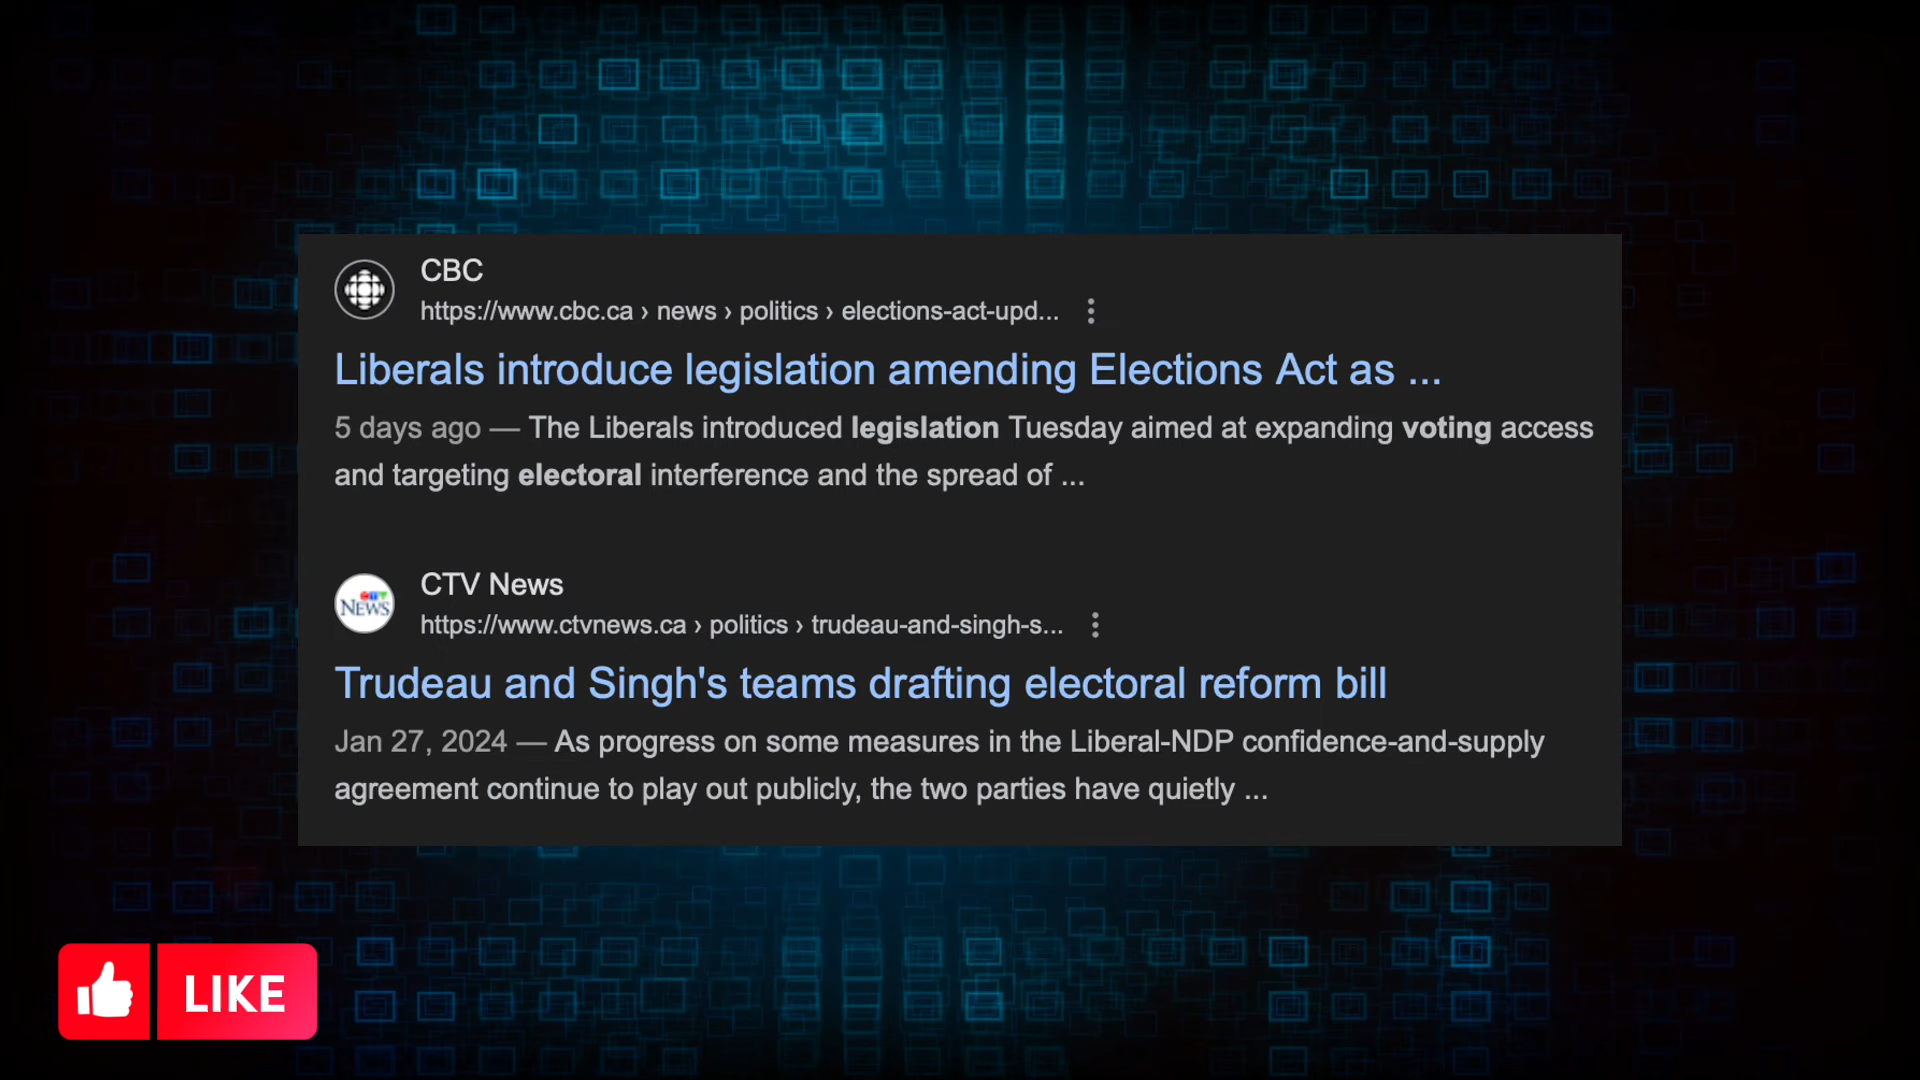 CBC
https://www.cbc.ca › news › politics › elections-act-upd...
Liberals introduce legislation amending Elections Act as ...
5 days ago — The Liberals introduced legislation Tuesday aimed at expanding voting access
and targeting electoral interference and the spread of ...
CTV News
NEWS
https://www.ctvnews.ca › politics › trudeau-and-singh-s...
Trudeau and Singh's teams drafting electoral reform bill
Jan 27, 2024 — As progress on some measures in the Liberal-NDP confidence-and-supply
agreement continue to play out publicly, the two parties have quietly ...
LIKE